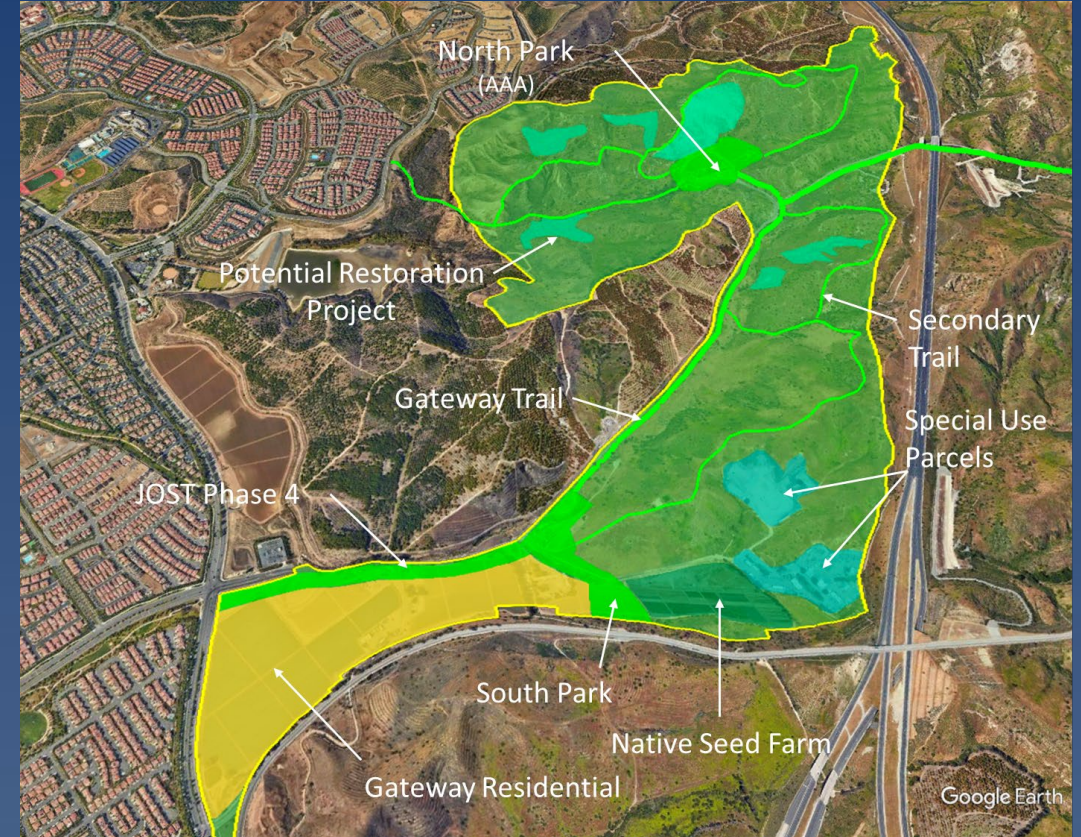 North Park
(AAA)
Potential Restoration
Project
Secondary
Trail
Gateway Trail
Special Use
Parcels
JOST Phase 4
South Park
Native Seed Farm
Gateway Residential
Google Earth